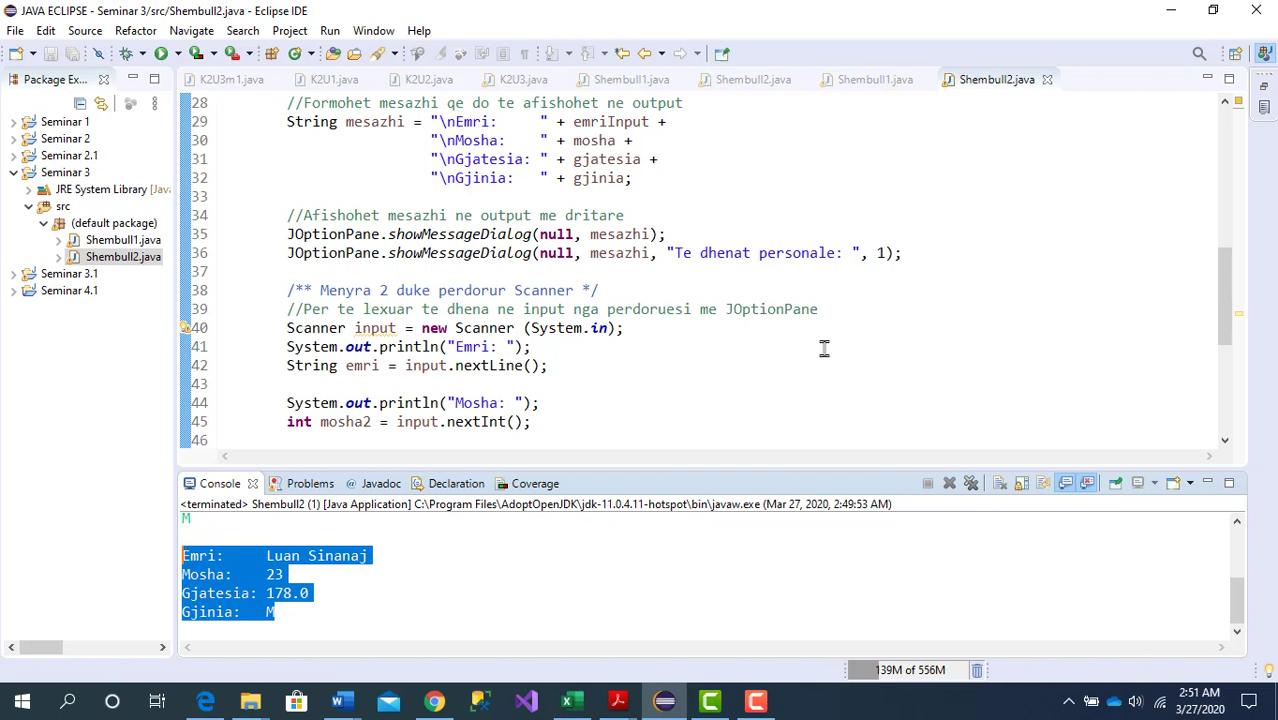 JAVA ECLIPSE - Seminar 3/src/Shembull2.java - Eclipse IDE
File Edit Source Refactor Navigate Search Project Run Window Help
Package Ex...
K2U3m1.java K2U1.java K2U2.java K2U3.java Shembull1.java Shembull2.java Shembull1.java Shembull2.java
Seminar 1
Seminar 2
Seminar 2.1
Seminar 3
JRE System Library [Java
src
(default package)
Shembull1.java
Shembull2.java
Seminar 3.1
Seminar 4.1
28 //Formohet mesazhi qe do te afishohet ne output
29 String mesazhi = "\nEmri:     " + emriInput +
30 "\nMosha:    " + mosha +
31 "\nGjatesia: " + gjatesia +
32 "\nGjinia:   " + gjinia;
33
34 //Afishohet mesazhi ne output me dritare
35 JOptionPane.showMessageDialog(null, mesazhi);
36 JOptionPane.showMessageDialog(null, mesazhi, "Te dhenat personale: ", 1);
37
38 /** Menyra 2 duke perdorur Scanner */
39 //Per te lexuar te dhena ne input nga perdoruesi me JOptionPane
40 Scanner input = new Scanner (System.in);
41 System.out.println("Emri: ");
42 String emri = input.nextLine();
43
44 System.out.println("Mosha: ");
45 int mosha2 = input.nextInt();
46
Console Problems @ Javadoc Declaration Coverage
<terminated> Shembull2 (1) [Java Application] C:\Program Files\AdoptOpenJDK\jdk-11.0.4.11-hotspot\bin\javaw.exe (Mar 27, 2020, 2:49:53 AM)
M
Emri:     Luan Sinanaj
Mosha:    23
Gjatesia: 178.0
Gjinia:   M
139M of 556M
2:51 AM
3/27/2020